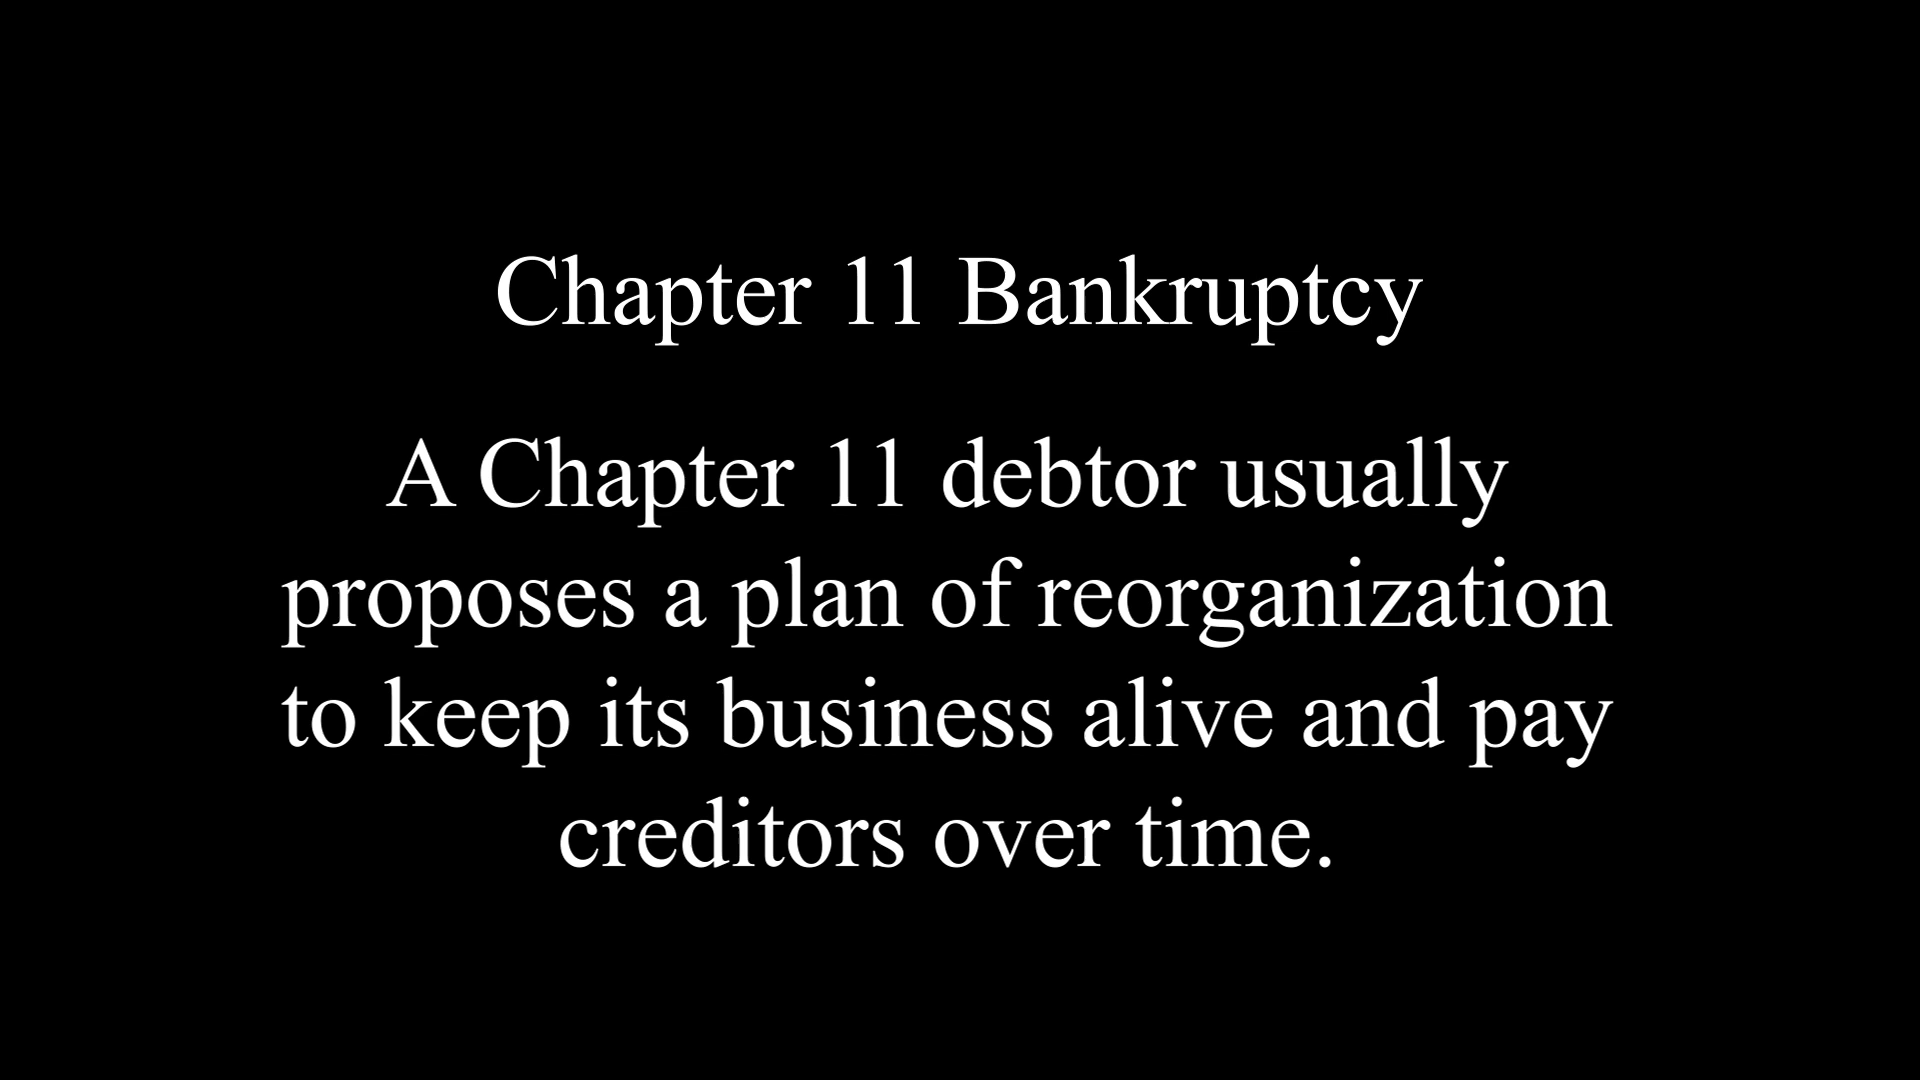 Chapter 11 Bankruptcy
A Chapter 11 debtor usually
proposes a plan of reorganization
to keep its business alive and pay
creditors over time.